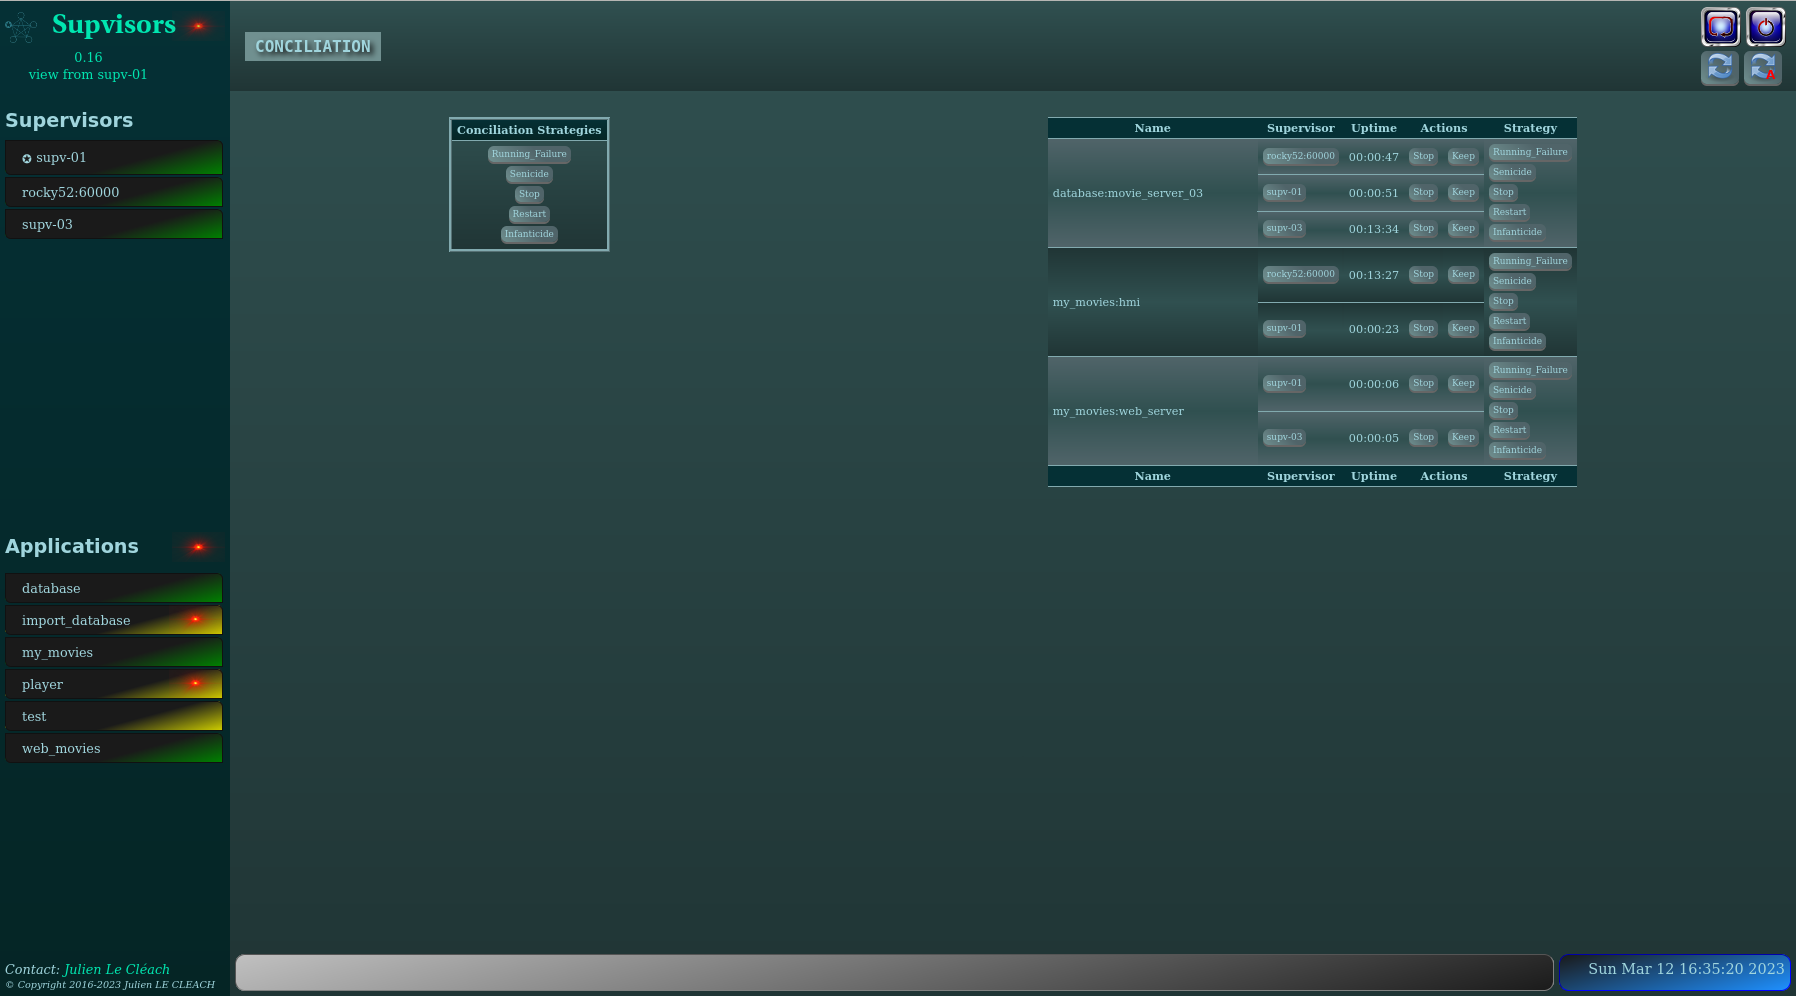 Supvisors
0.16
view from supv-01
Supervisors
✪ supv-01
rocky52:60000
supv-03
Applications
database
import_database
my_movies
player
test
web_movies
Contact: Julien Le Cléach
© Copyright 2016-2023 Julien LE CLEACH
CONCILIATION
A
Conciliation Strategies
Running_Failure
Senicide
Stop
Restart
Infanticide
Name Supervisor Uptime Actions Strategy
database:movie_server_03
rocky52:60000 00:00:47 Stop Keep
supv-01 00:00:51 Stop Keep
supv-03 00:13:34 Stop Keep
Running_Failure
Senicide
Stop
Restart
Infanticide
my_movies:hmi
rocky52:60000 00:13:27 Stop Keep
supv-01 00:00:23 Stop Keep
Running_Failure
Senicide
Stop
Restart
Infanticide
my_movies:web_server
supv-01 00:00:06 Stop Keep
supv-03 00:00:05 Stop Keep
Running_Failure
Senicide
Stop
Restart
Infanticide
Name Supervisor Uptime Actions Strategy
Sun Mar 12 16:35:20 2023